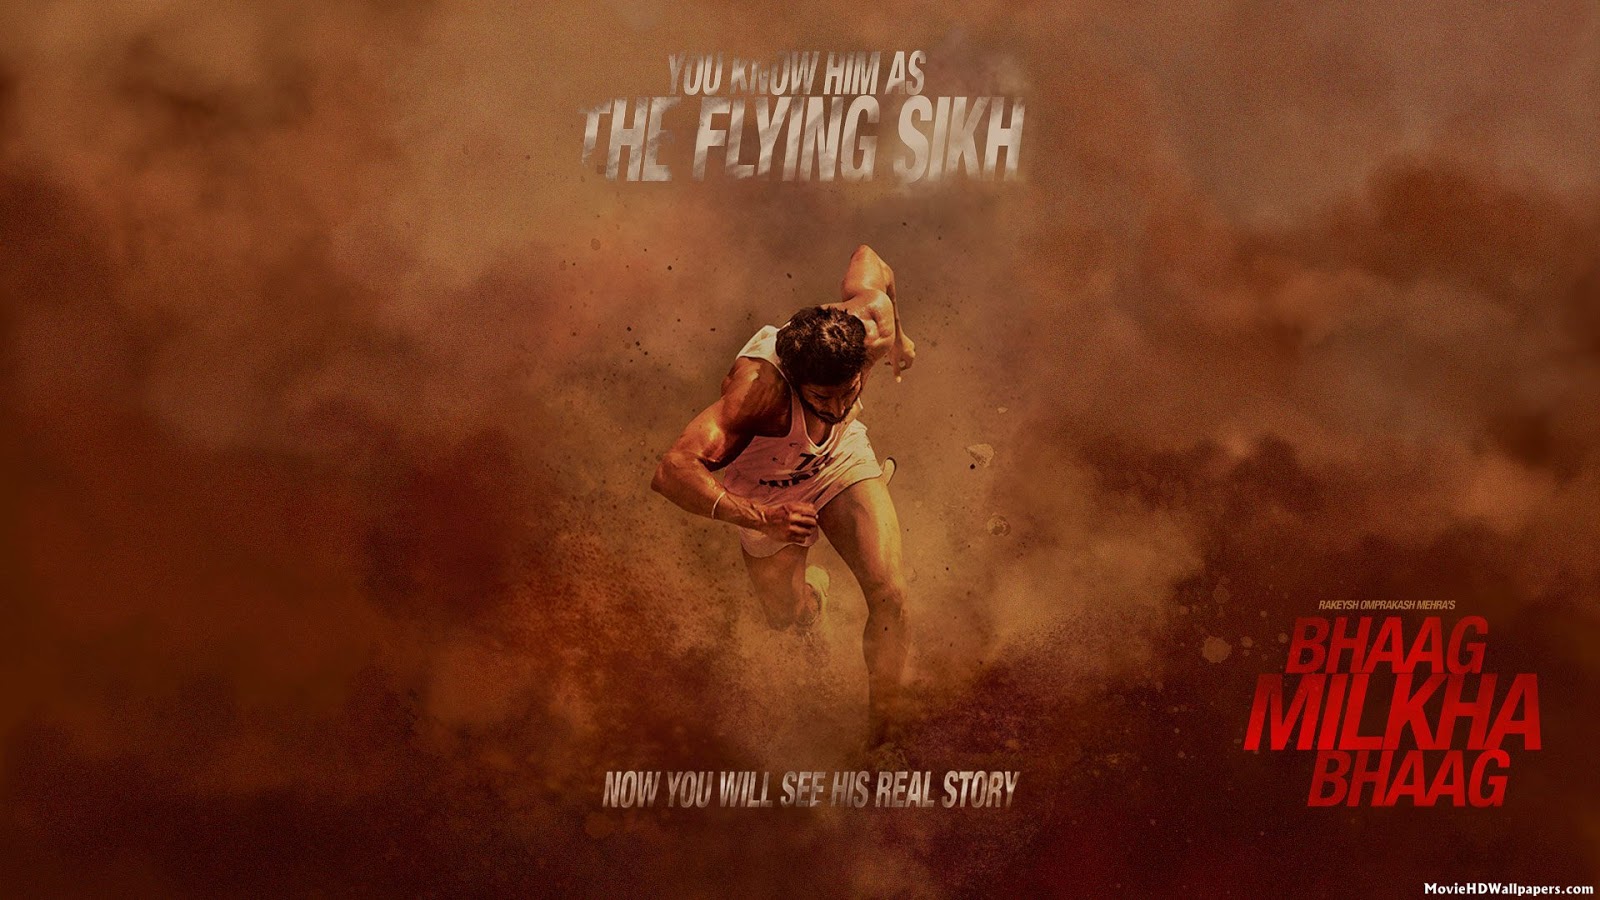 YOU KNOW HIM AS
THE FLYING SIKH
NOW YOU WILL SEE HIS REAL STORY
RAKEYSH OMPRAKASH MEHRA'S
BHAAG
MILKHA
BHAAG
MovieHDWallpapers.com